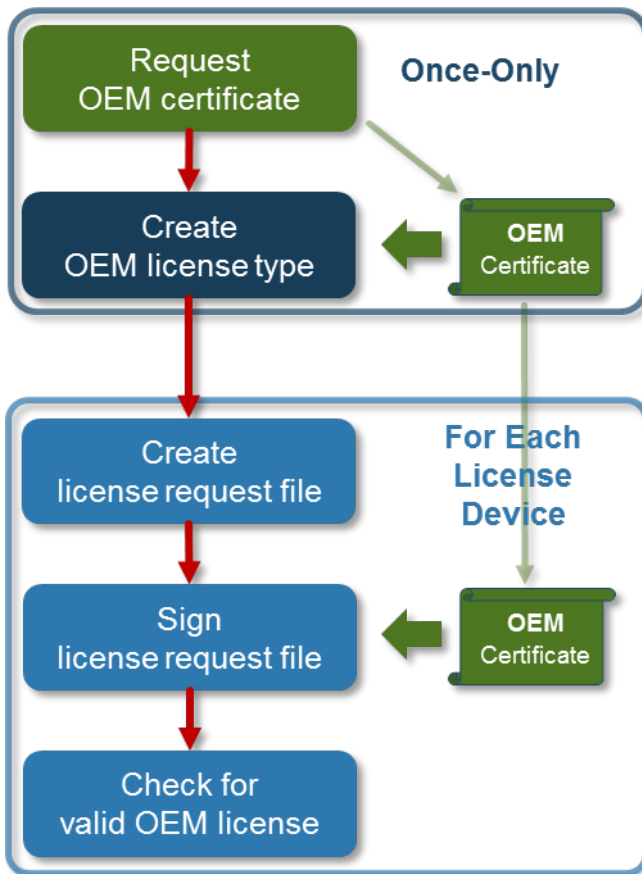 Request
OEM certificate
Once-Only
Create
OEM license type
OEM
Certificate
For Each
License
Device
Create
license request file
Sign
license request file
OEM
Certificate
Check for
valid OEM license